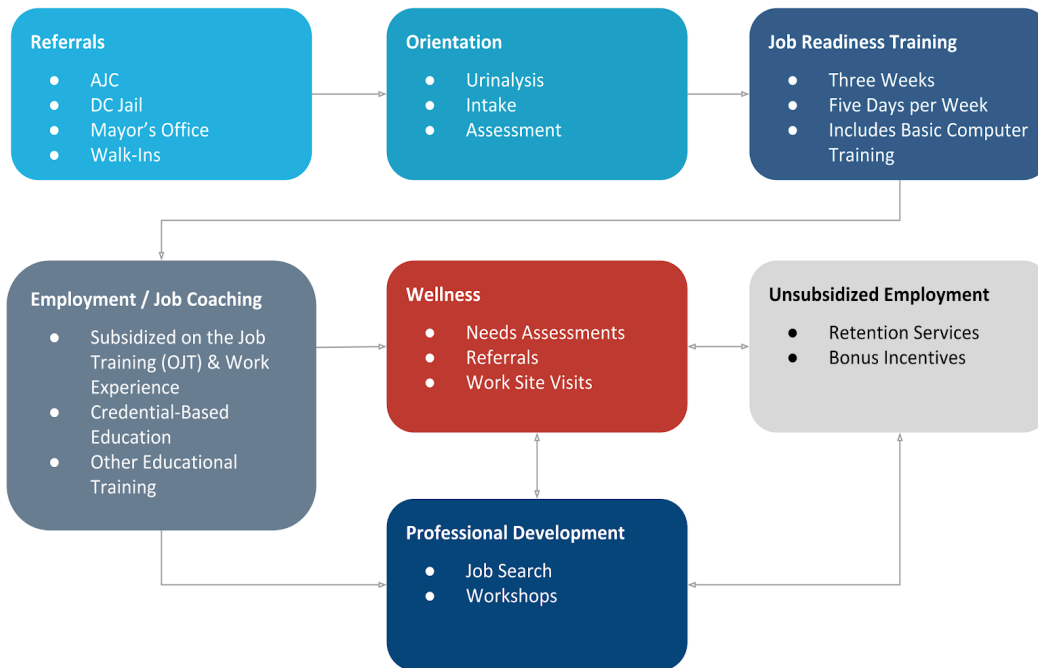 Referrals
● AJC
● DC Jail
● Mayor’s Office
● Walk-Ins
Orientation
● Urinalysis
● Intake
● Assessment
Job Readiness Training
● Three Weeks
● Five Days per Week
● Includes Basic Computer
Training
Employment / Job Coaching
● Subsidized on the Job
Training (OJT) & Work
Experience
● Credential-Based
Education
● Other Educational
Training
Wellness
● Needs Assessments
● Referrals
● Work Site Visits
Unsubsidized Employment
● Retention Services
● Bonus Incentives
Professional Development
● Job Search
● Workshops